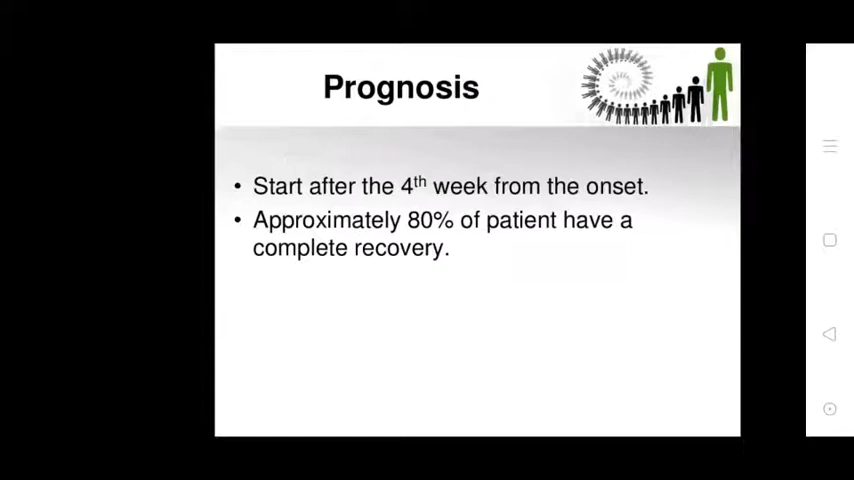 Prognosis
• Start after the 4th week from the onset.
• Approximately 80% of patient have a
complete recovery.